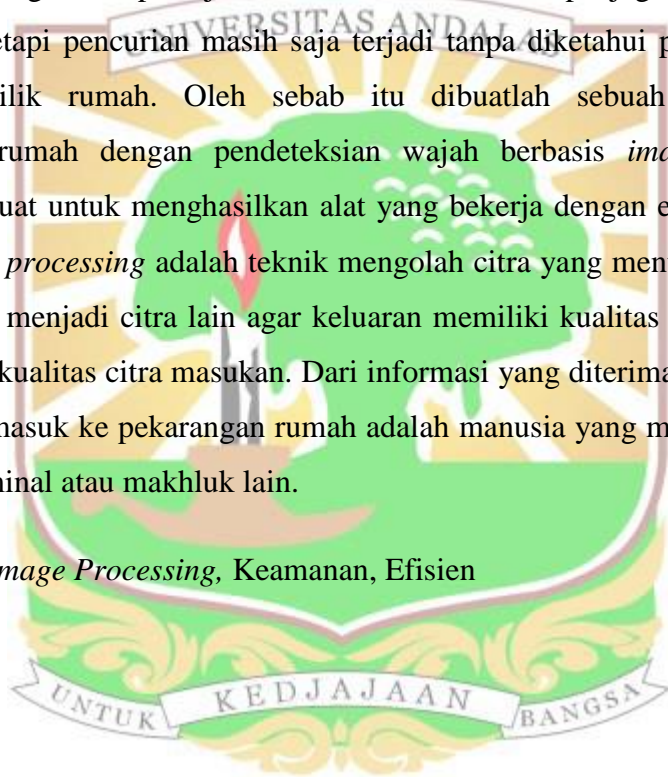 UNIVERSITAS ANDALAS
etapi pencurian masih saja terjadi tanpa diketahui p
ilik rumah. Oleh sebab itu dibuatlah sebuah
rumah dengan pendeteksian wajah berbasis ima
uat untuk menghasilkan alat yang bekerja dengan e
processing adalah teknik mengolah citra yang men
menjadi citra lain agar keluaran memiliki kualitas
kualitas citra masukan. Dari informasi yang diterima
nasuk ke pekarangan rumah adalah manusia yang m
ninal atau makhluk lain.
mage Processing, Keamanan, Efisien
UNTUK KEDJAJAAN BANGSA